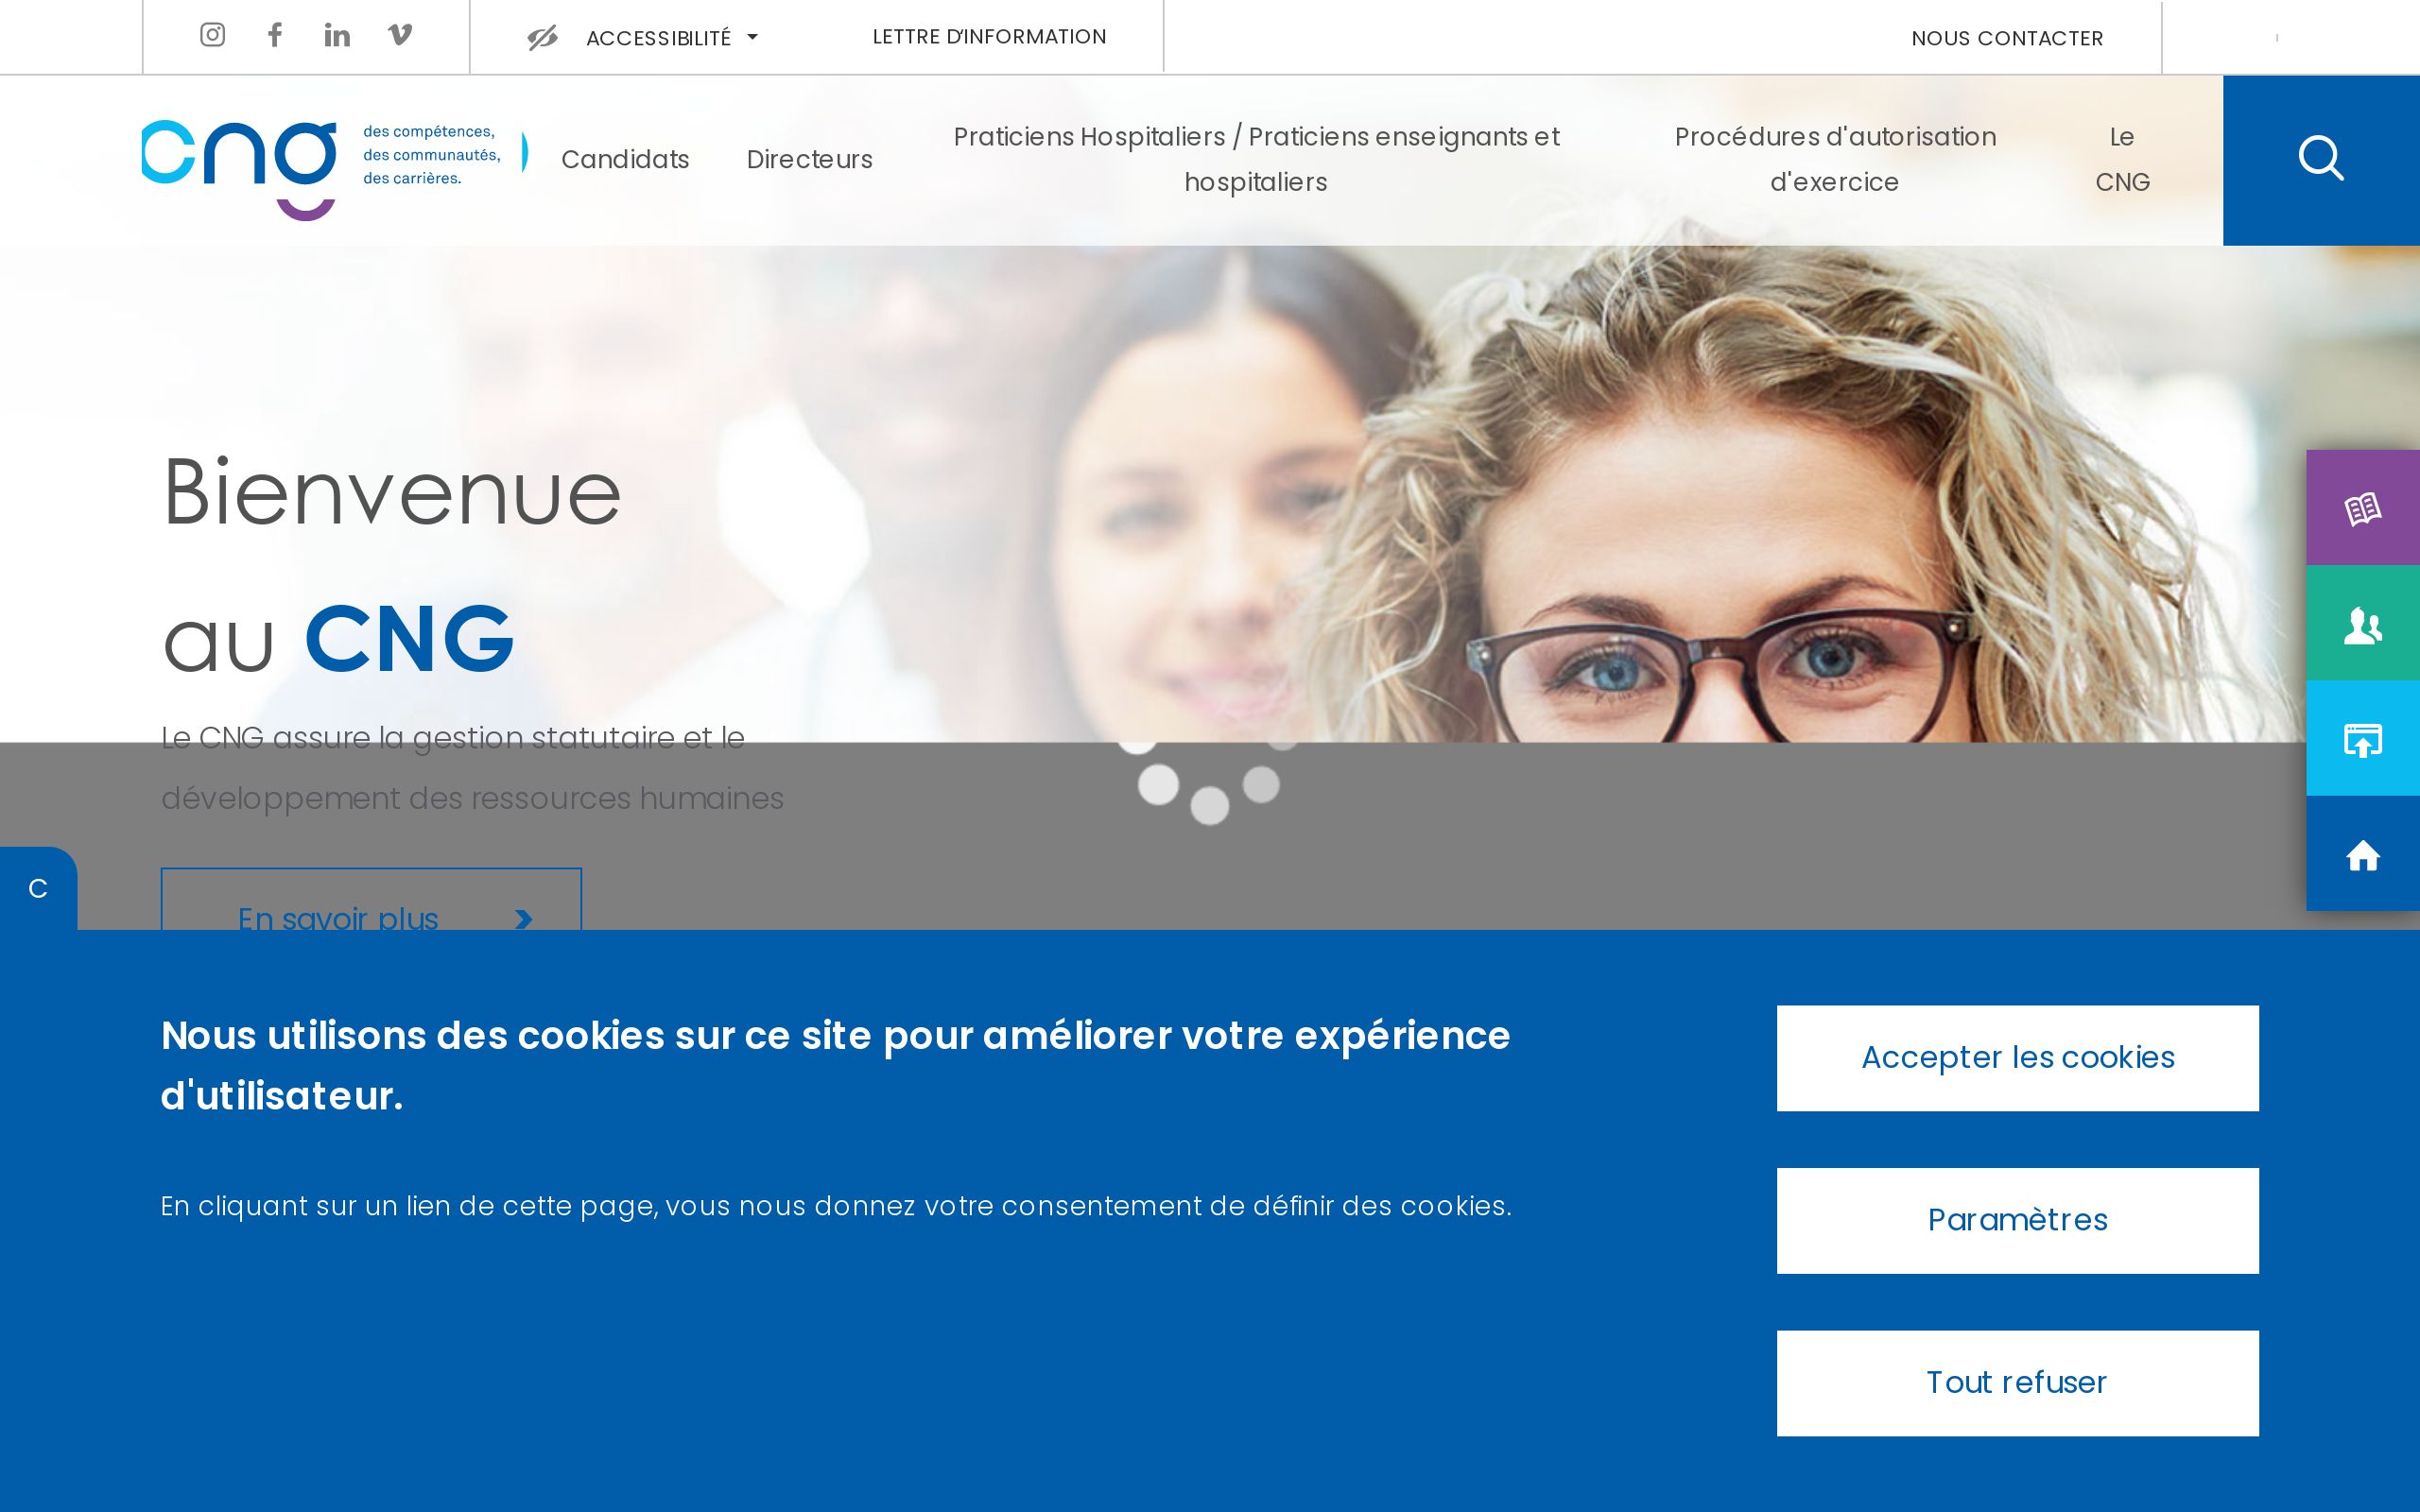 ACCESSIBILITÉ
LETTRE D'INFORMATION
NOUS CONTACTER
cng
des compétences,
des communautés,
des carrières.
Candidats
Directeurs
Praticiens Hospitaliers / Praticiens enseignants et
hospitaliers
Procédures d'autorisation
d'exercice
Le
CNG
Bienvenue
au CNG
Le CNG assure la gestion statutaire et le
développement des ressources humaines
En savoir plus
C
Nous utilisons des cookies sur ce site pour améliorer votre expérience
d'utilisateur.
En cliquant sur un lien de cette page, vous nous donnez votre consentement de définir des cookies.
Accepter les cookies
Paramètres
Tout refuser